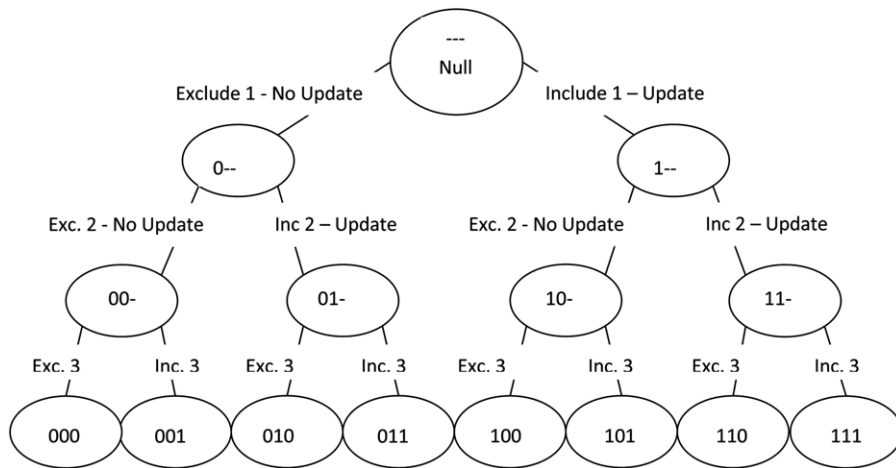 ---
Null
Exclude 1 - No Update
Include 1 – Update
0--
1--
Exc. 2 - No Update
Inc 2 – Update
Exc. 2 - No Update
Inc 2 – Update
00-
01-
10-
11-
Exc. 3
Inc. 3
Exc. 3
Inc. 3
Exc. 3
Inc. 3
Exc. 3
Inc. 3
000
001
010
011
100
101
110
111